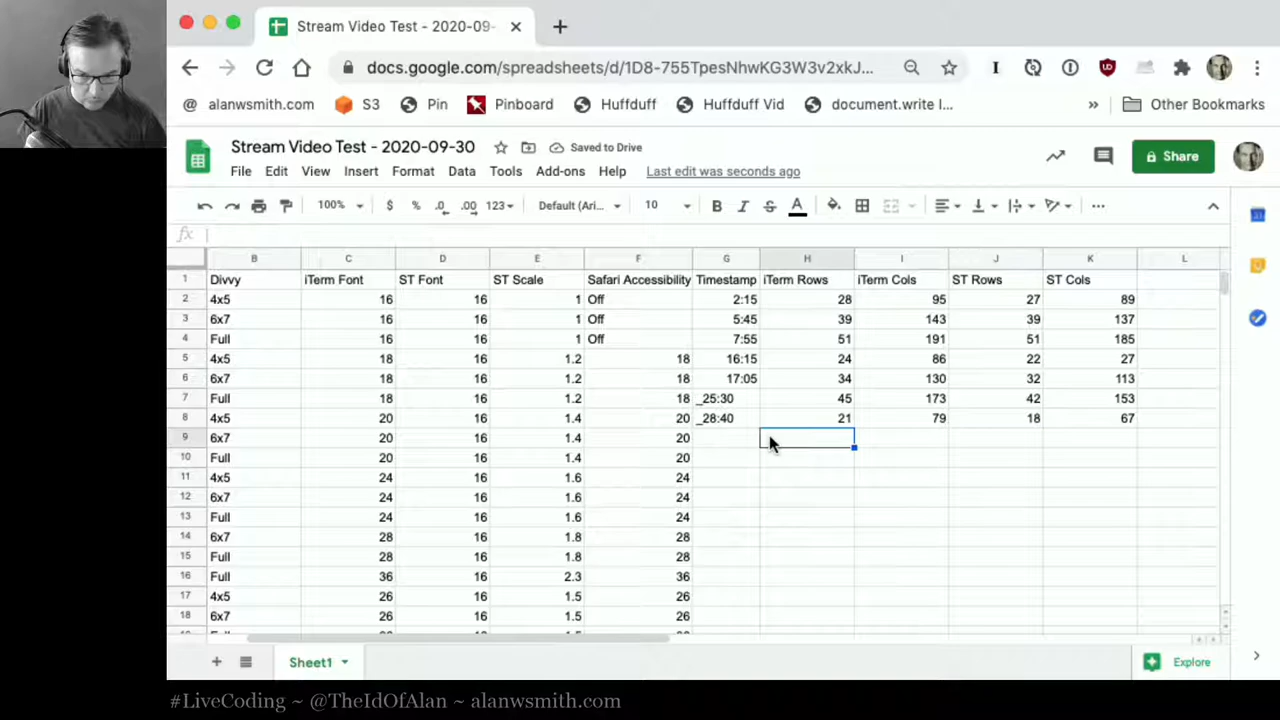 Stream Video Test - 2020-09-
docs.google.com/spreadsheets/d/1D8-755TpesNhwKG3W3v2xkJ...
alanwsmith.com S3 Pin Pinboard Huffduff Huffduff Vid document.write I... » Other Bookmarks
Stream Video Test - 2020-09-30 Saved to Drive
Share
File Edit View Insert Format Data Tools Add-ons Help Last edit was seconds ago
100% $ % .0 .00 123 Default (Ari... 10 B I S A
fx
B C D E F G H I J K L
1 Divvy iTerm Font ST Font ST Scale Safari Accessibility Timestamp iTerm Rows iTerm Cols ST Rows ST Cols
2 4x5 16 16 1 Off 2:15 28 95 27 89
3 6x7 16 16 1 Off 5:45 39 143 39 137
4 Full 16 16 1 Off 7:55 51 191 51 185
5 4x5 18 16 1.2 18 16:15 24 86 22 27
6 6x7 18 16 1.2 18 17:05 34 130 32 113
7 Full 18 16 1.2 18 _25:30 45 173 42 153
8 4x5 20 16 1.4 20 _28:40 21 79 18 67
9 6x7 20 16 1.4 20
10 Full 20 16 1.4 20
11 4x5 24 16 1.6 24
12 6x7 24 16 1.6 24
13 Full 24 16 1.6 24
14 6x7 28 16 1.8 28
15 Full 28 16 1.8 28
16 Full 36 16 2.3 36
17 4x5 26 16 1.5 26
18 6x7 26 16 1.5 26
Sheet1
Explore
#LiveCoding ~ @TheIdOfAlan ~ alanwsmith.com